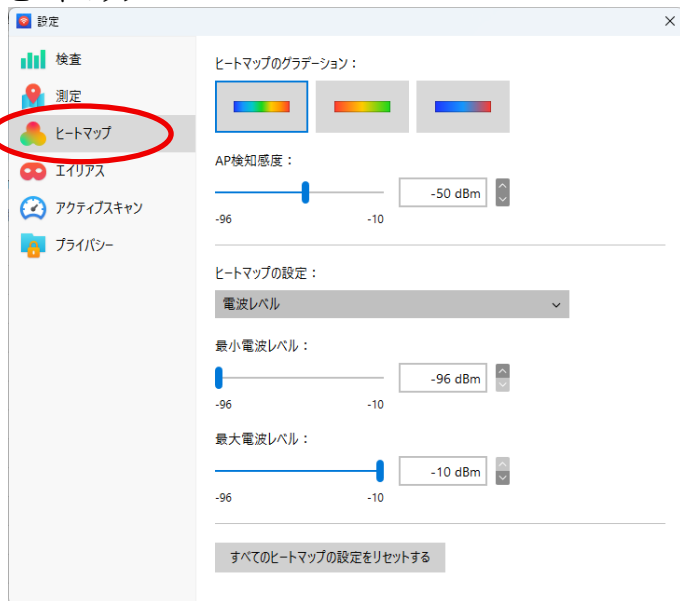 設定
検査
測定
ヒートマップ
エイリアス
アクティブスキャン
プライバシー
ヒートマップのグラデーション：
AP検知感度：
-50 dBm
-96 -10
ヒートマップの設定：
電波レベル
最小電波レベル：
-96 dBm
-96 -10
最大電波レベル：
-10 dBm
-96 -10
すべてのヒートマップの設定をリセットする